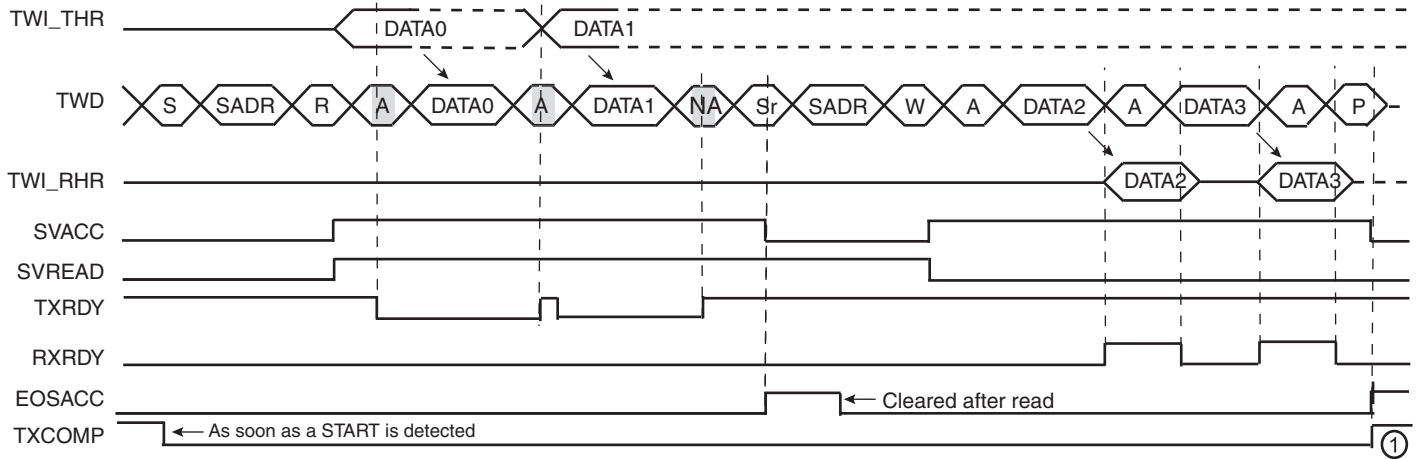 TWI_THR DATA0 DATA1
TWD S SADR R A DATA0 A DATA1 NA Sr SADR W A DATA2 A DATA3 A P
TWI_RHR DATA2 DATA3
SVACC
SVREAD
TXRDY
RXRDY
EOSACC Cleared after read
TXCOMP As soon as a START is detected 1